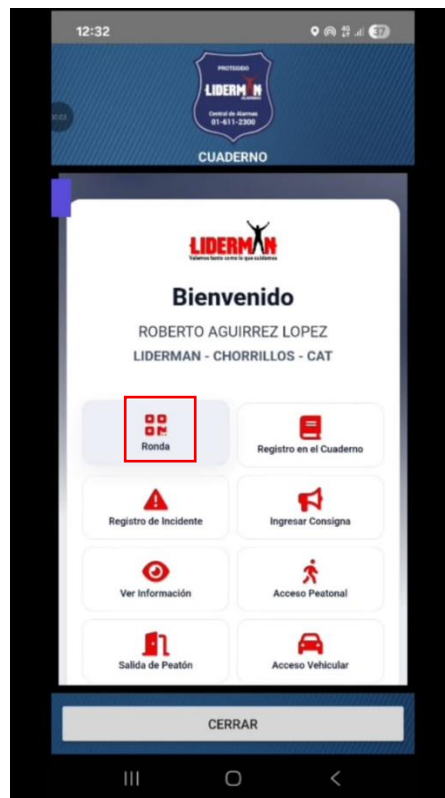 12:32
PROTEGIDO
LIDERMAN
ALARMAS
Central de Alarmas
01-611-2300
CUADERNO
LIDERMAN
Valemos tanto como lo que cuidamos
Bienvenido
ROBERTO AGUIRREZ LOPEZ
LIDERMAN - CHORRILLOS - CAT
Ronda
Registro en el Cuaderno
Registro de Incidente
Ingresar Consigna
Ver Información
Acceso Peatonal
Salida de Peatón
Acceso Vehicular
CERRAR